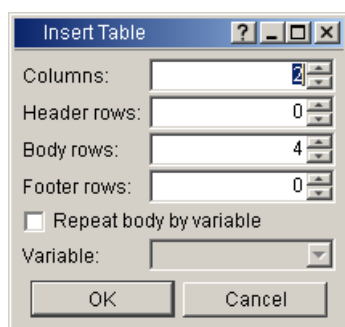 Insert Table ?
Columns: 2
Header rows: 0
Body rows: 4
Footer rows: 0
Repeat body by variable
Variable:
OK Cancel